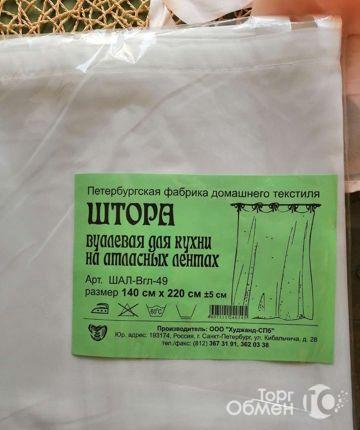 Петербургская фабрика домашнего текстиля
ШТОРА
вуалевая для кухни
на атласных лентах
Арт. ШАЛ-Вгл-49
размер 140 см х 220 см ±5 см
Производитель: ООО "Худжанд-СПб"
Юр. адрес: 193174, Россия, г. Санкт-Петербург, ул. Кибальчича, д. 28
тел./факс: (812) 367 31 91, 362 03 38
Торг
Обмен